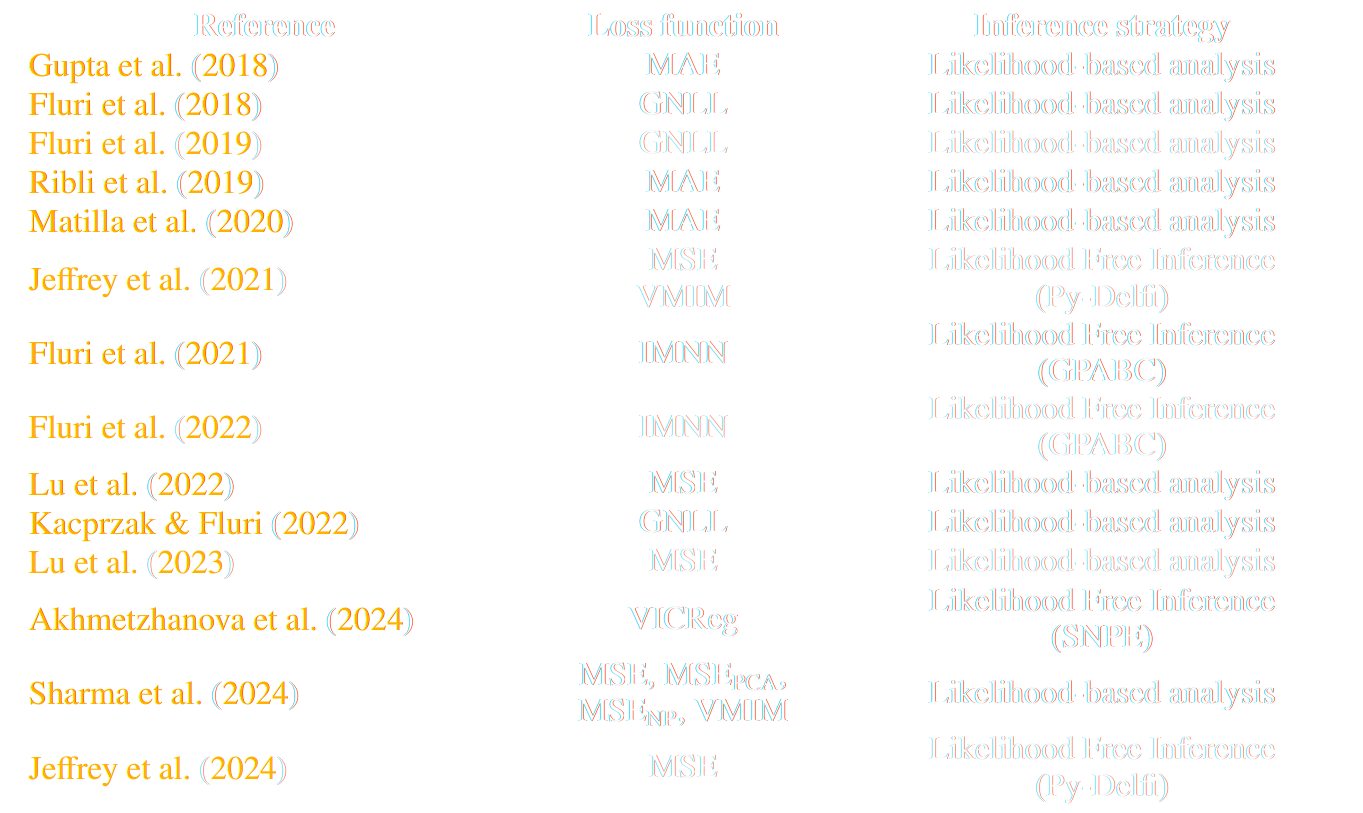 Reference Loss function Inference strategy
Gupta et al. (2018) MAE Likelihood-based analysis
Fluri et al. (2018) GNLL Likelihood-based analysis
Fluri et al. (2019) GNLL Likelihood-based analysis
Ribli et al. (2019) MAE Likelihood-based analysis
Matilla et al. (2020) MAE Likelihood-based analysis
Jeffrey et al. (2021) MSE Likelihood Free Inference
VMIM (Py-Delfi)
Fluri et al. (2021) IMNN Likelihood Free Inference
(GPABC)
Fluri et al. (2022) IMNN Likelihood Free Inference
(GPABC)
Lu et al. (2022) MSE Likelihood-based analysis
Kacprzak & Fluri (2022) GNLL Likelihood-based analysis
Lu et al. (2023) MSE Likelihood-based analysis
Akhmetzhanova et al. (2024) VICReg Likelihood Free Inference
(SNPE)
Sharma et al. (2024) MSE, MSE_PCA, Likelihood-based analysis
MSE_NP, VMIM
Jeffrey et al. (2024) MSE Likelihood Free Inference
(Py-Delfi)